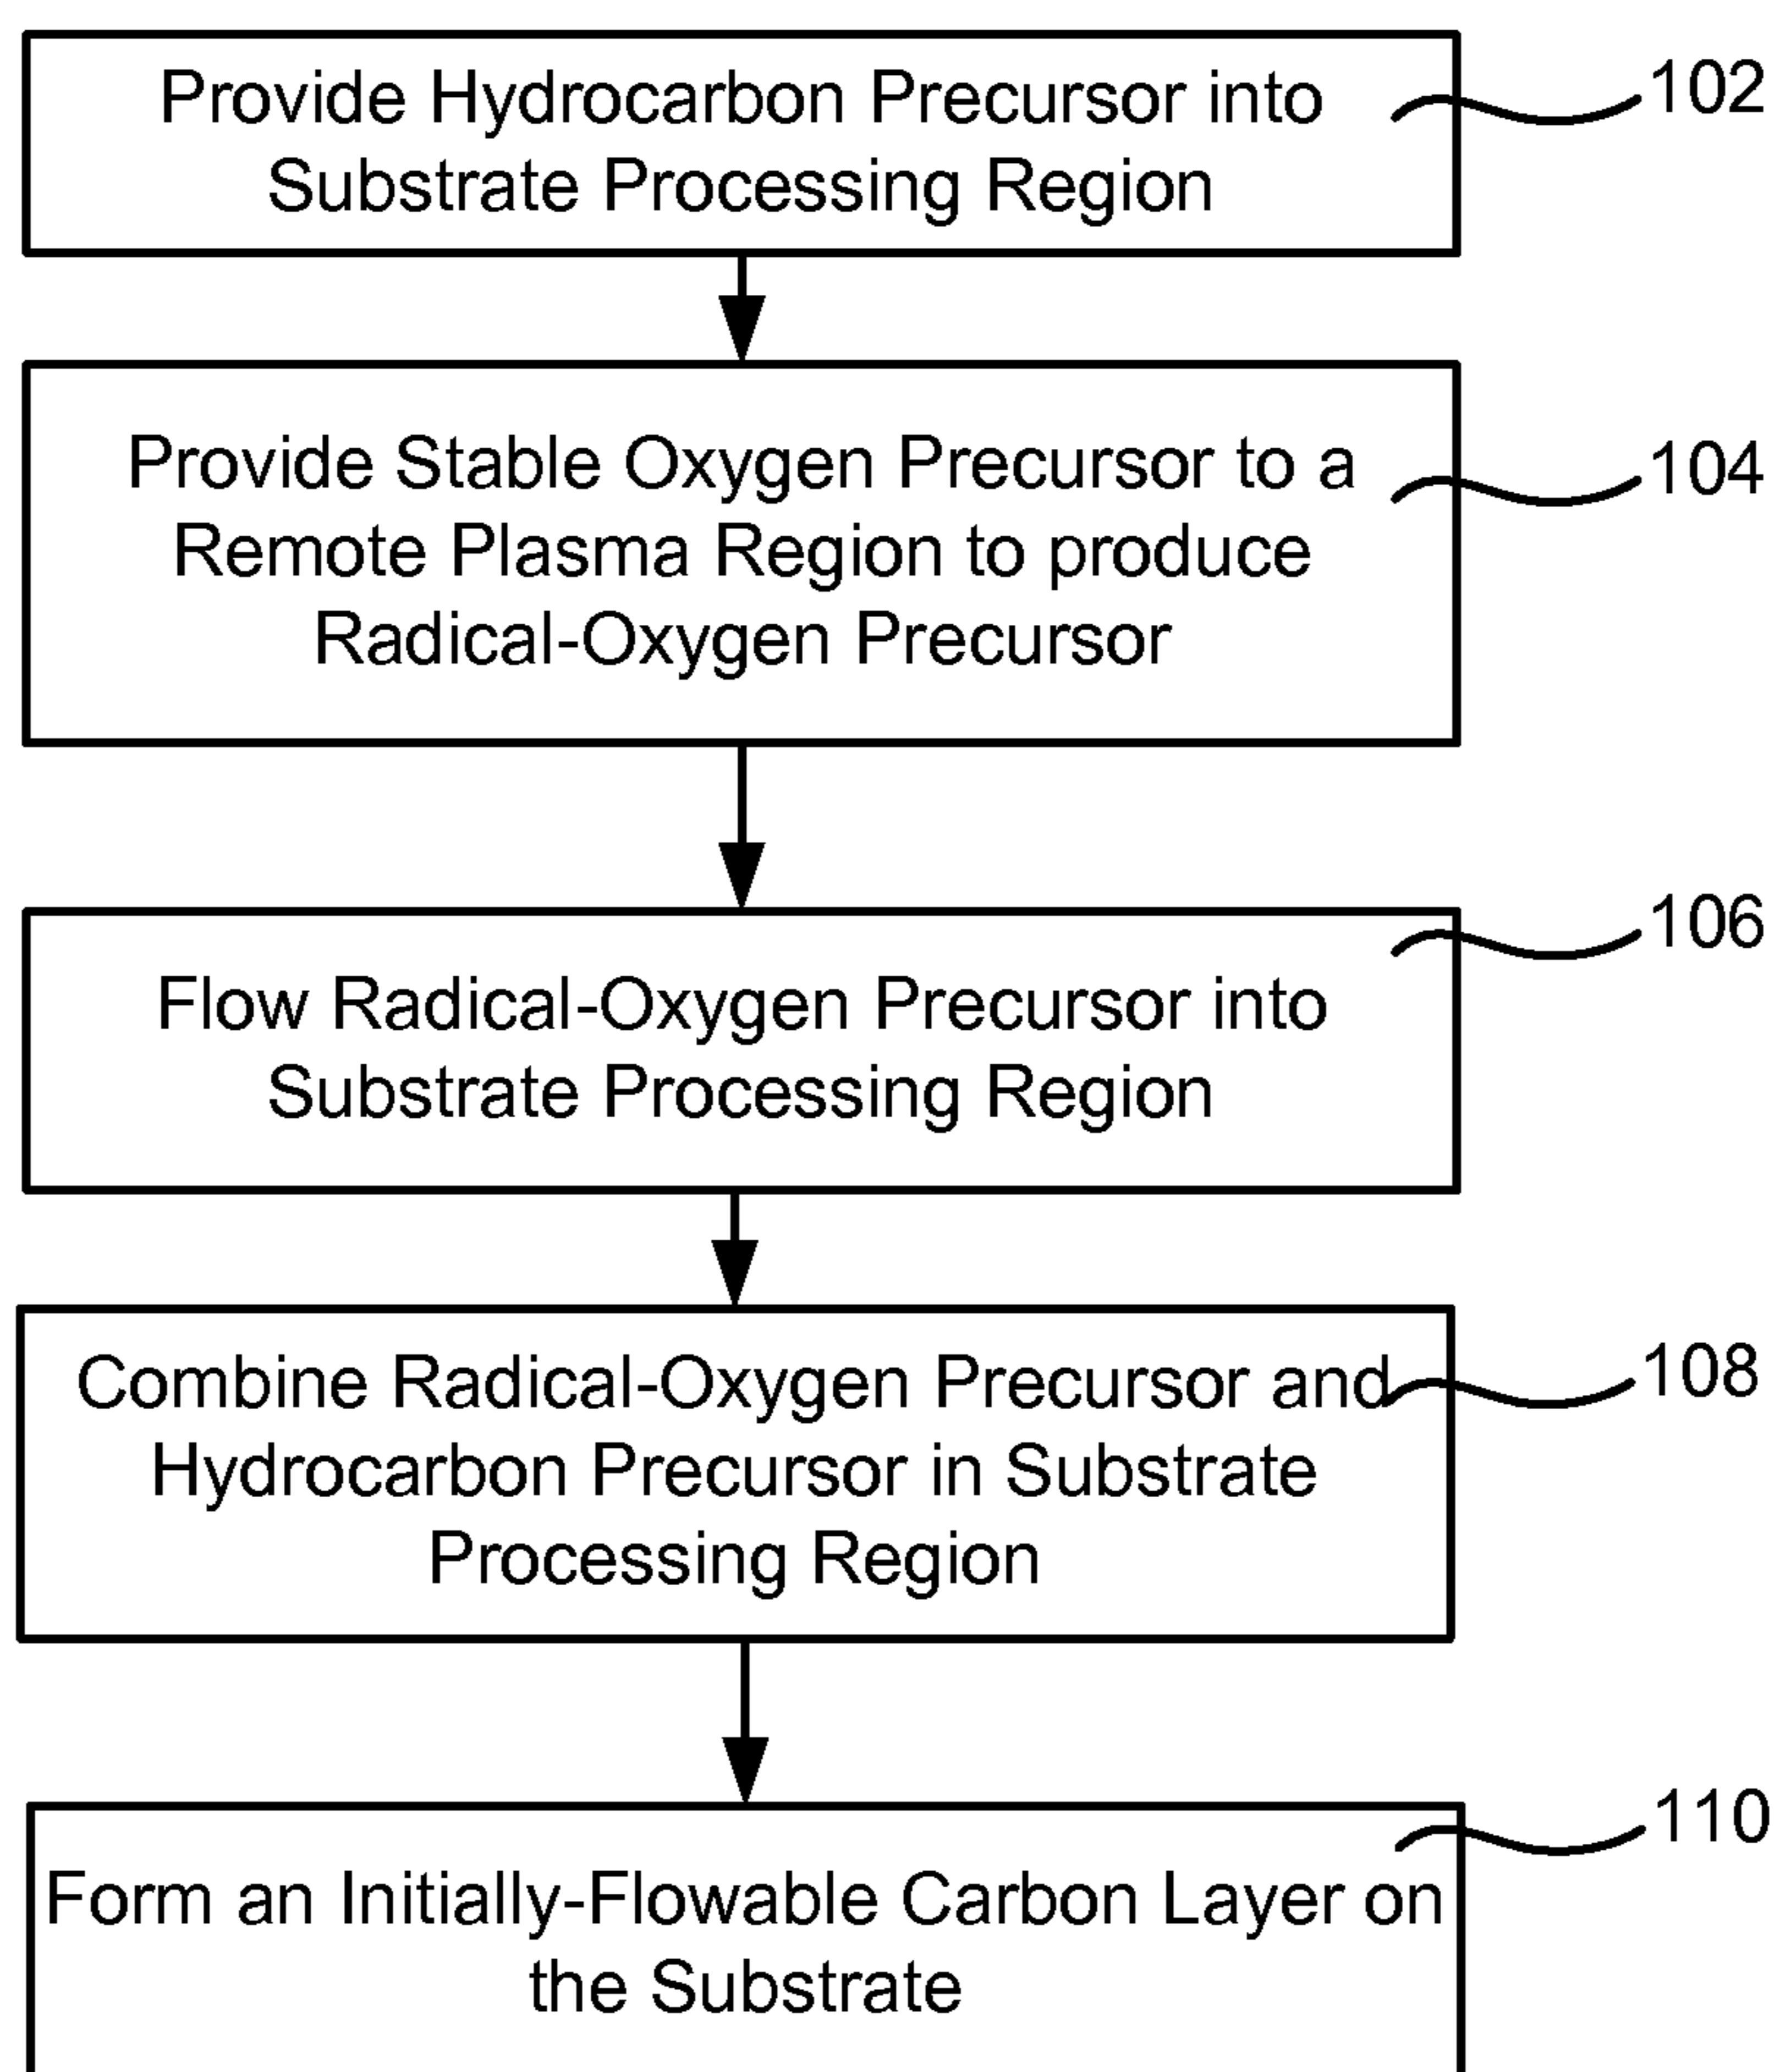 Provide Hydrocarbon Precursor into
Substrate Processing Region
102
Provide Stable Oxygen Precursor to a
Remote Plasma Region to produce
Radical-Oxygen Precursor
104
Flow Radical-Oxygen Precursor into
Substrate Processing Region
106
Combine Radical-Oxygen Precursor and
Hydrocarbon Precursor in Substrate
Processing Region
108
Form an Initially-Flowable Carbon Layer on
the Substrate
110